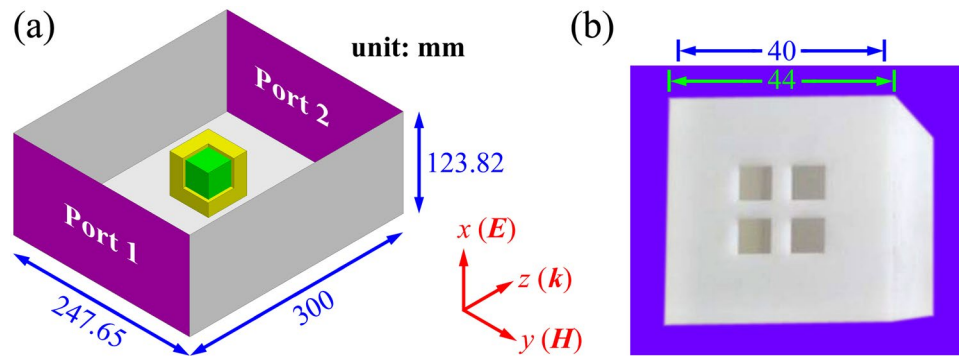 (a)
unit: mm
Port 2
Port 1
123.82
247.65
300
x (E)
z (k)
y (H)
(b)
40
44